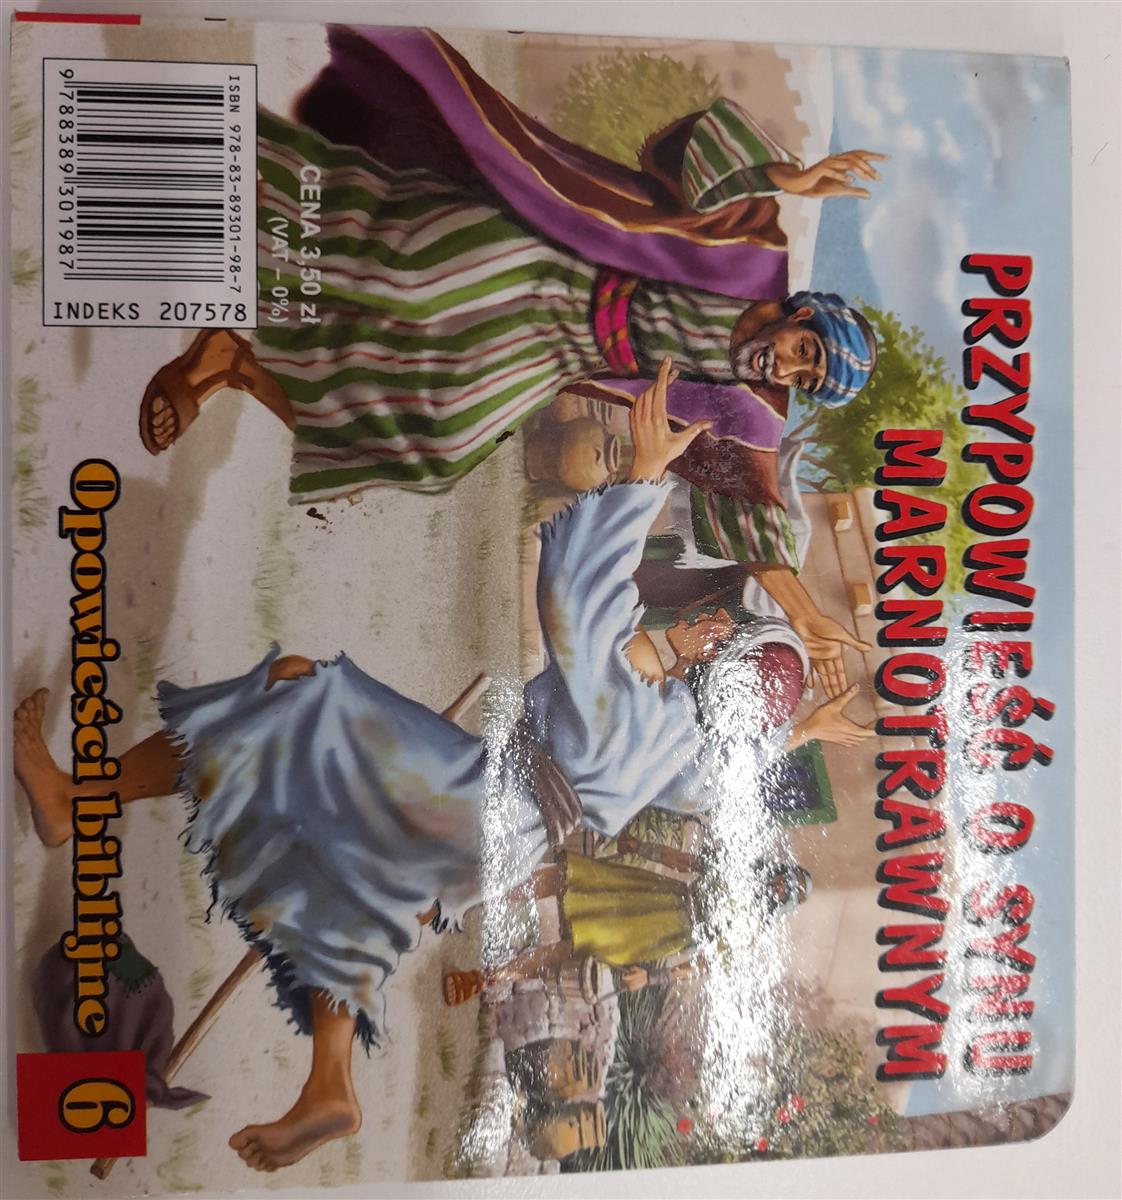 PRZYPOWIEŚĆ O SYNU
MARNOTRAWNYM
CENA 3,50 zł
(VAT – 0%)
ISBN 978-83-89301-98-7
9788389301987
INDEKS 207578
Opowieści biblijne 6